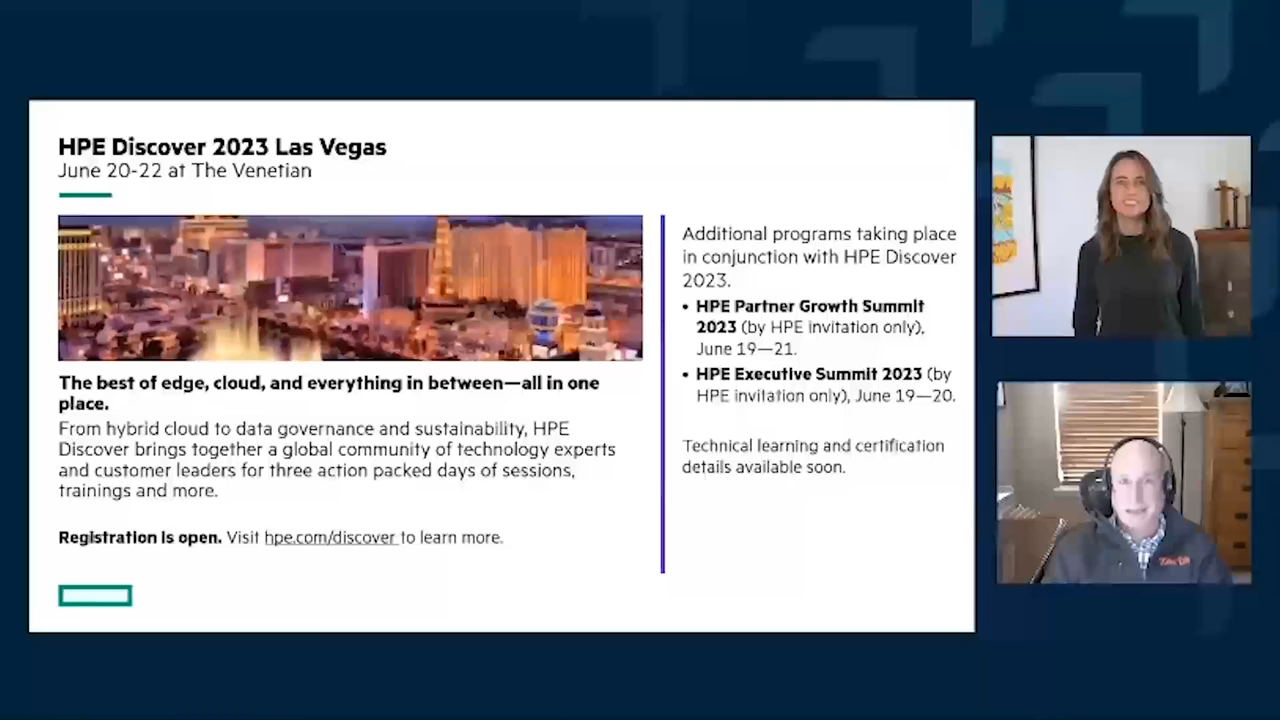 HPE Discover 2023 Las Vegas
June 20-22 at The Venetian
The best of edge, cloud, and everything in between—all in one
place.
From hybrid cloud to data governance and sustainability, HPE
Discover brings together a global community of technology experts
and customer leaders for three action packed days of sessions,
trainings and more.
Registration is open. Visit hpe.com/discover to learn more.
Additional programs taking place
in conjunction with HPE Discover
2023.
• HPE Partner Growth Summit
2023 (by HPE invitation only),
June 19—21.
• HPE Executive Summit 2023 (by
HPE invitation only), June 19—20.
Technical learning and certification
details available soon.